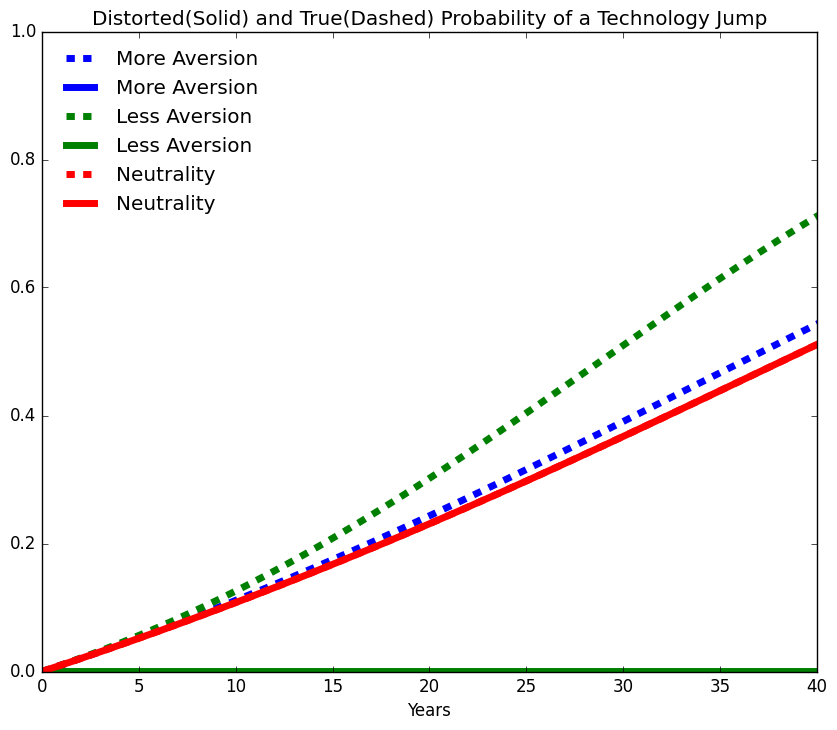 Distorted(Solid) and True(Dashed) Probability of a Technology Jump
1.0
More Aversion
More Aversion
Less Aversion
Less Aversion
Neutrality
Neutrality
0.8
0.6
0.4
0.2
0.0
0 5 10 15 20 25 30 35 40
Years